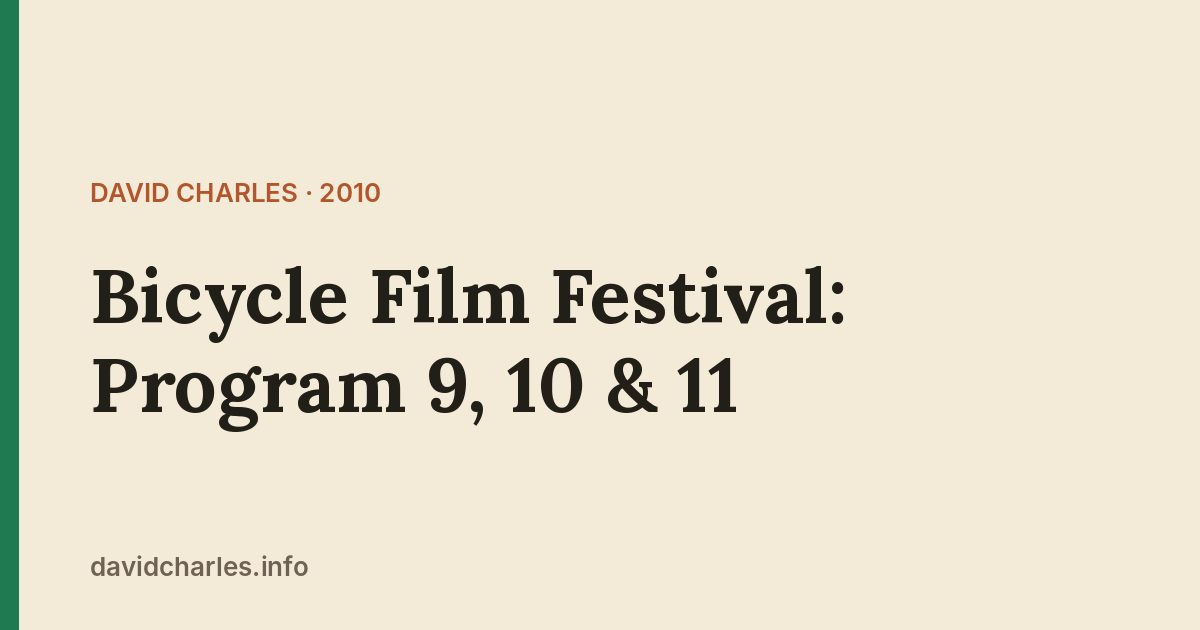 DAVID CHARLES · 2010
Bicycle Film Festival:
Program 9, 10 & 11
davidcharles.info